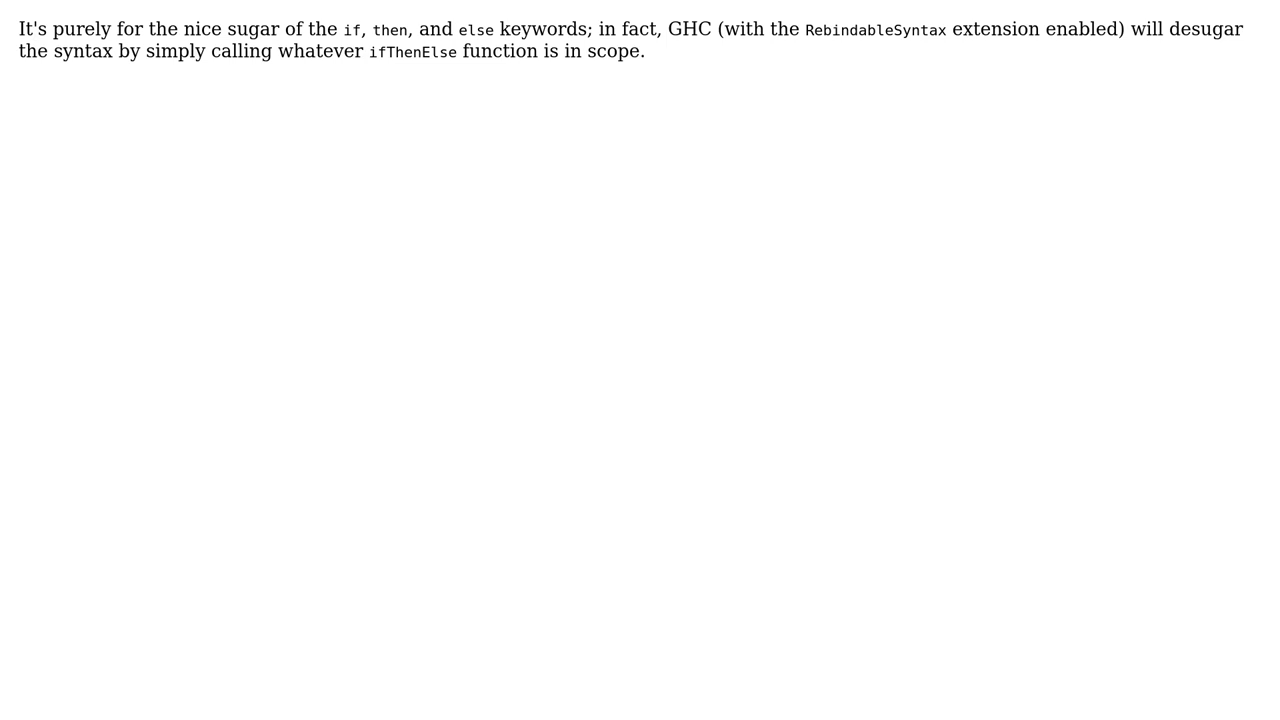 It's purely for the nice sugar of the if, then, and else keywords; in fact, GHC (with the RebindableSyntax extension enabled) will desugar
the syntax by simply calling whatever ifThenElse function is in scope.